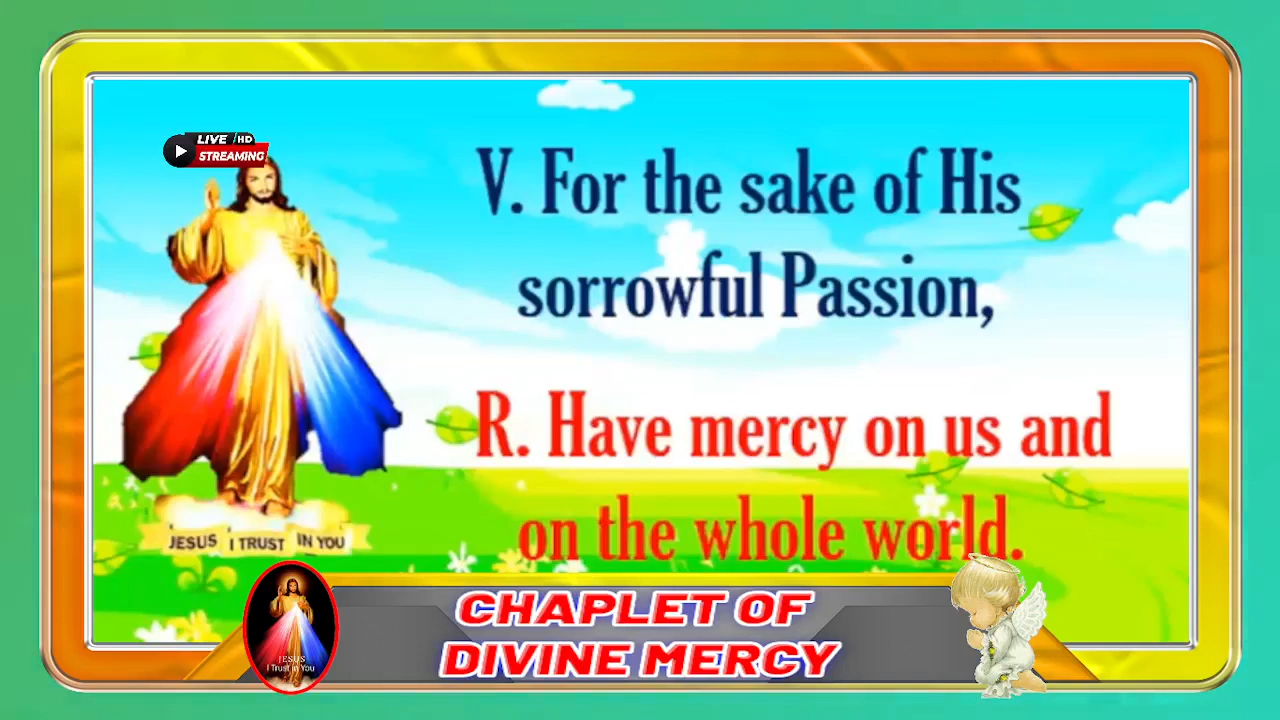 LIVE /HD
STREAMING
V. For the sake of His
sorrowful Passion,
R. Have mercy on us and
on the whole world.
JESUS I TRUST IN YOU
JESUS
I Trust in You
CHAPLET OF
DIVINE MERCY